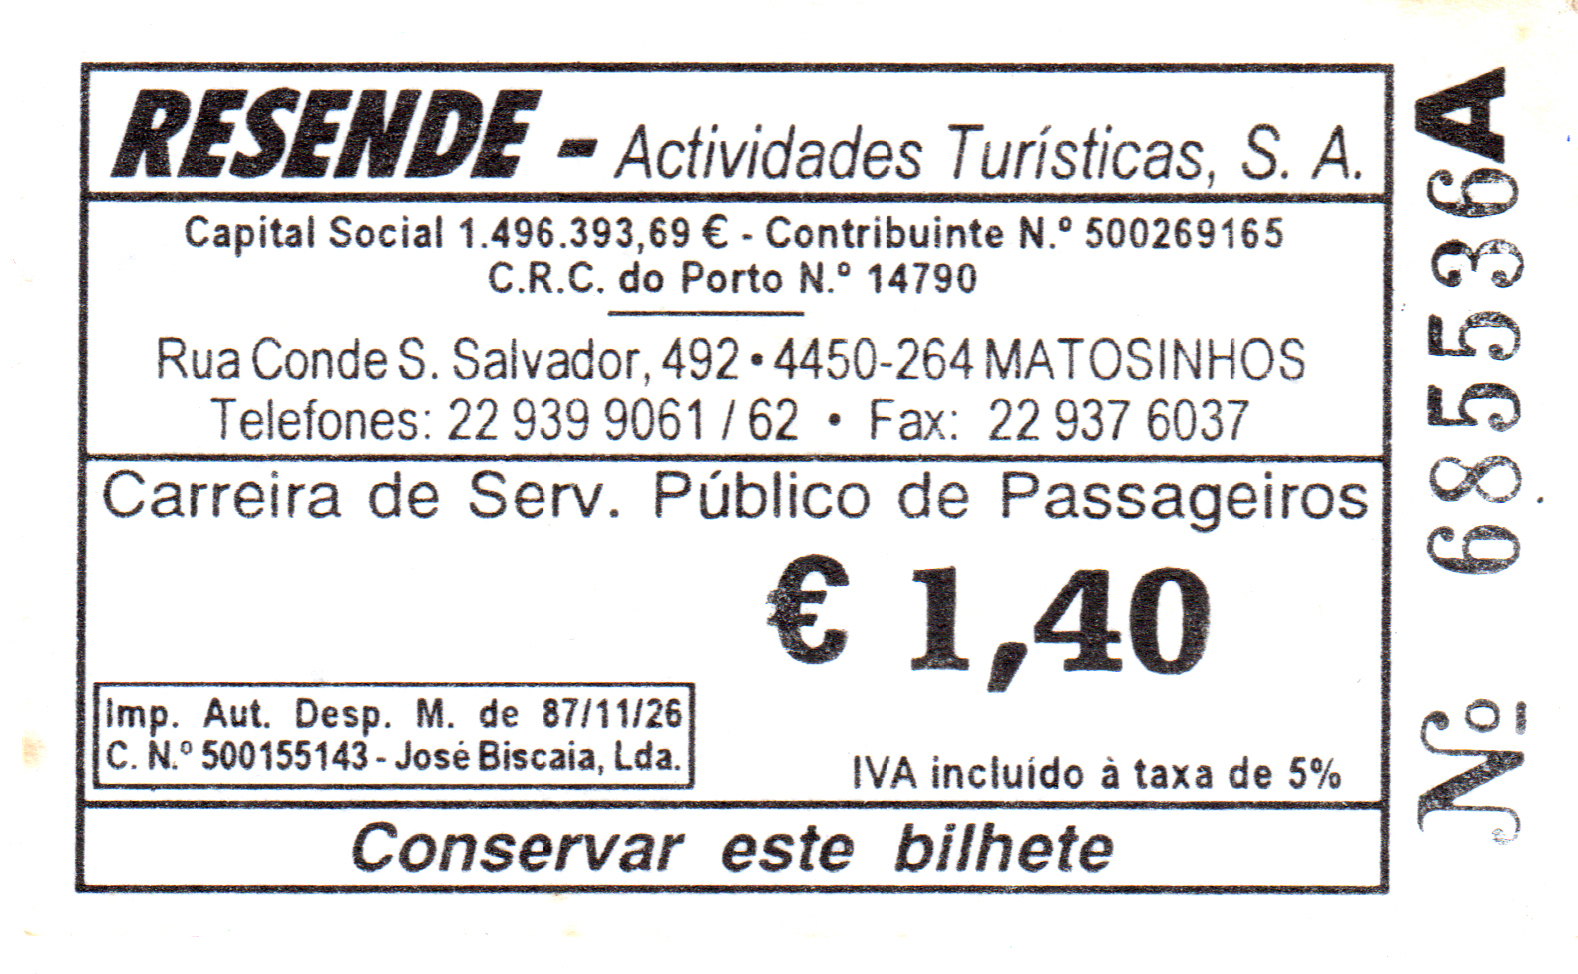 RESENDE - Actividades Turísticas, S. A.
Capital Social 1.496.393,69 € - Contribuinte N.º 500269165
C.R.C. do Porto N.º 14790
Rua Conde S. Salvador, 492 • 4450-264 MATOSINHOS
Telefones: 22 939 9061 / 62 • Fax: 22 937 6037
Carreira de Serv. Público de Passageiros
€ 1,40
Imp. Aut. Desp. M. de 87/11/26
C. N.º 500155143 - José Biscaia, Lda.
IVA incluído à taxa de 5%
Conservar este bilhete
Nº 685536A